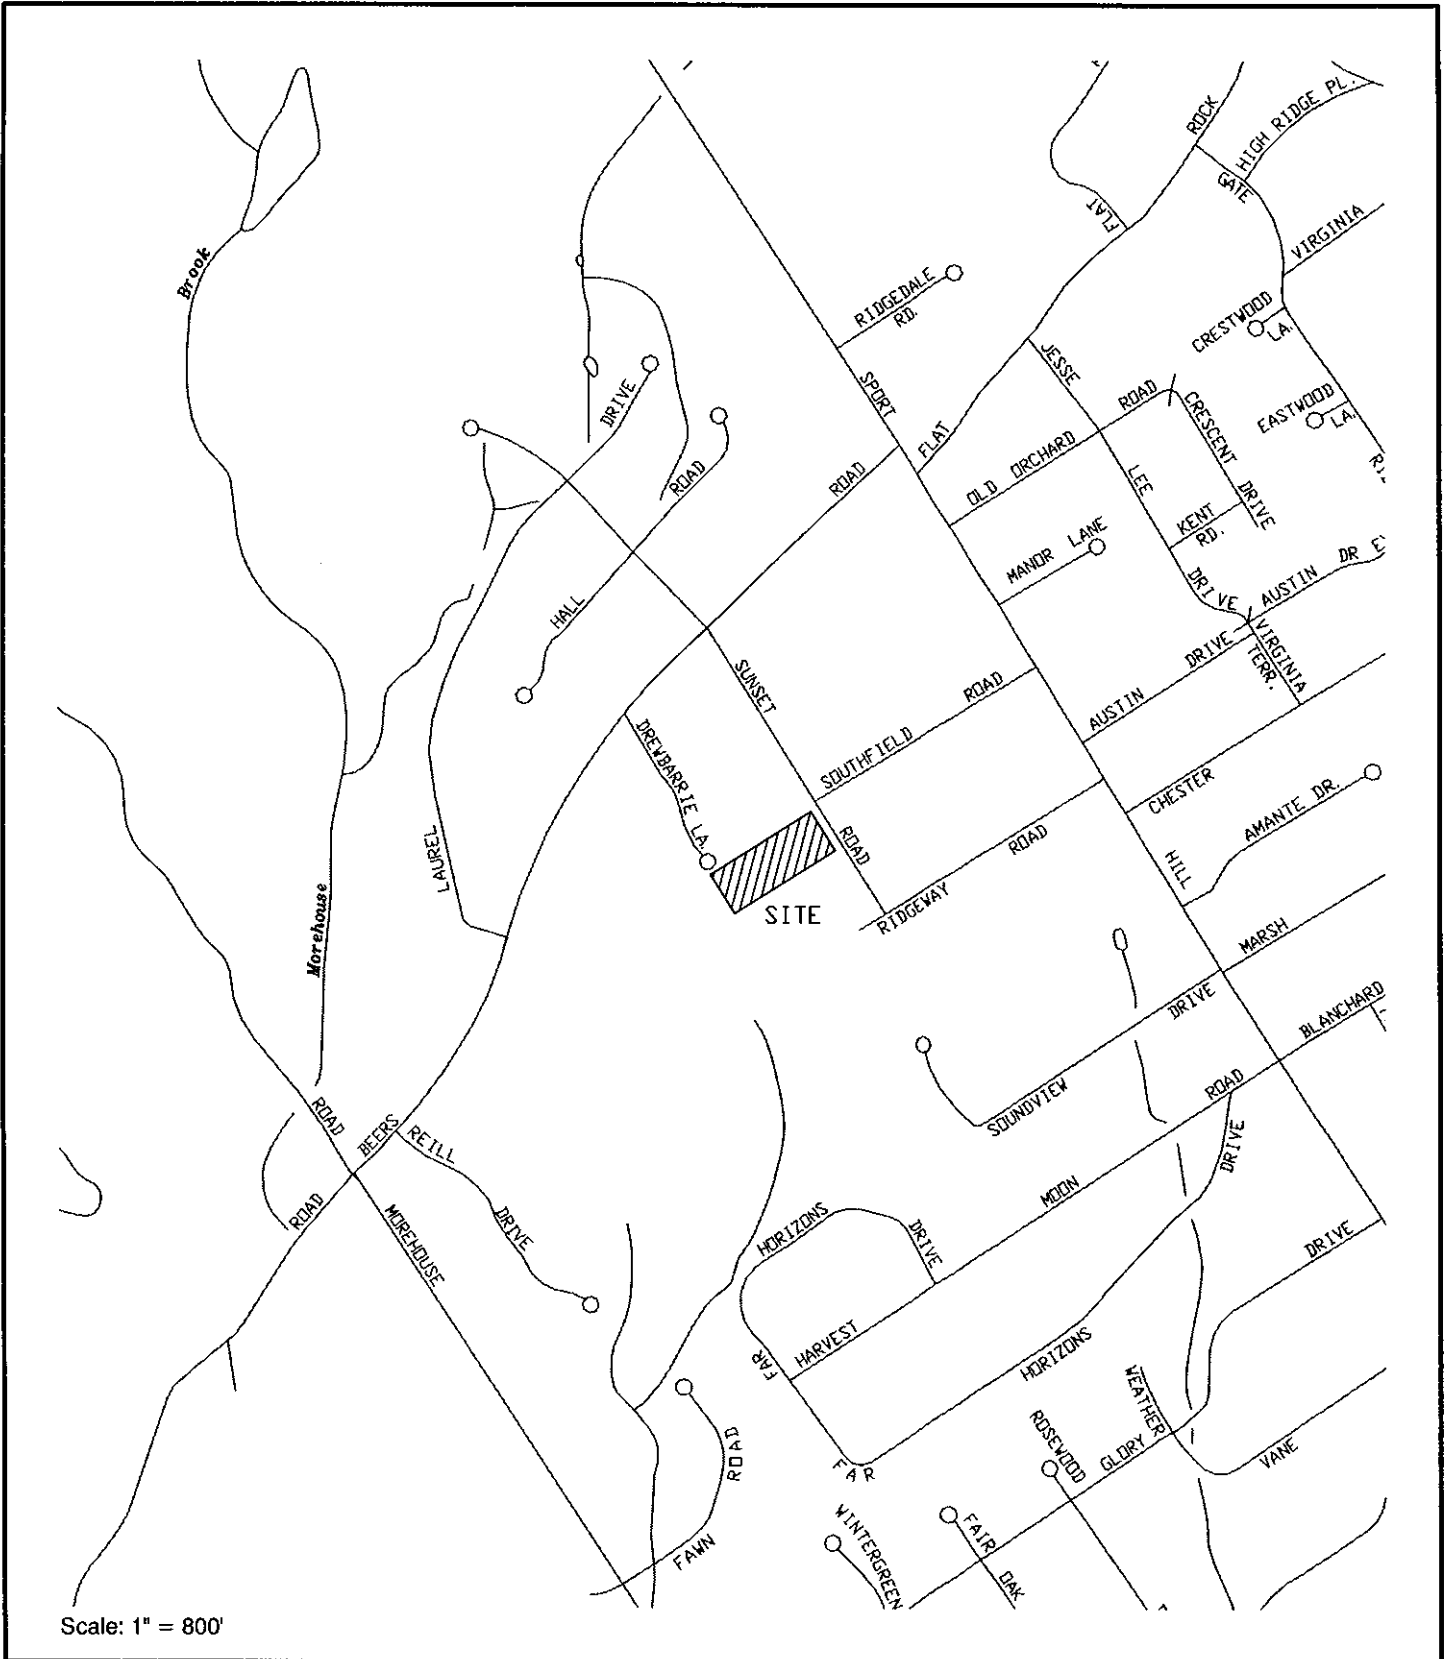 ROCK
HIGH RIDGE PL.
GATE
FLAT
VIRGINIA
Brook
RIDGEDALE
RD.
CRESTWOOD
LA.
JESSE
SPORT
DRIVE
ROAD
CRESCENT
EASTWOOD
LA.
FLAT
OLD ORCHARD
ROAD
ROAD
LEE
DRIVE
KENT
RD.
MANOR LANE
HALL
DRIVE
AUSTIN DR
VIRGINIA
TERR.
DRIVE
AUSTIN
SUNSET
ROAD
SOUTHFIELD
DREWBARRIE LA.
CHESTER
AMANTE DR.
LAUREL
ROAD
ROAD
HILL
RIDGEWAY
SITE
Morehouse
MARSH
DRIVE
BLANCHARD
SOUNDVIEW
ROAD
ROAD
BEERS
REILL
DRIVE
MOON
ROAD
DRIVE
HORIZONS
DRIVE
MOREHOUSE
DRIVE
HARVEST
FAR
HORIZONS
WEATHER
ROSEWOOD
GLORY
VANE
ROAD
FAR
WINTERGREEN
FAIR
OAK
FAWN
Scale: 1" = 800'